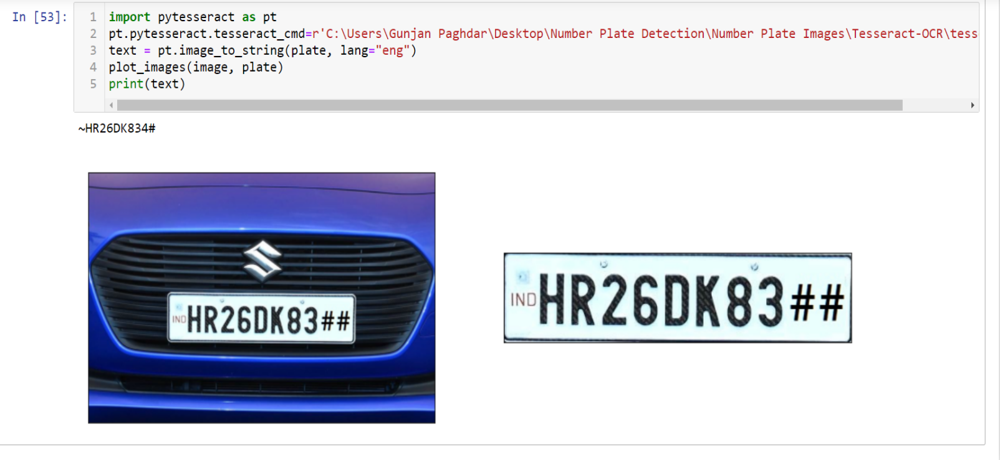 In [53]:
1 import pytesseract as pt
2 pt.pytesseract.tesseract_cmd=r'C:\Users\Gunjan Paghdar\Desktop\Number Plate Detection\Number Plate Images\Tesseract-OCR\tess
3 text = pt.image_to_string(plate, lang="eng")
4 plot_images(image, plate)
5 print(text)
~HR26DK834#
IND HR26DK83##
IND HR26DK83##